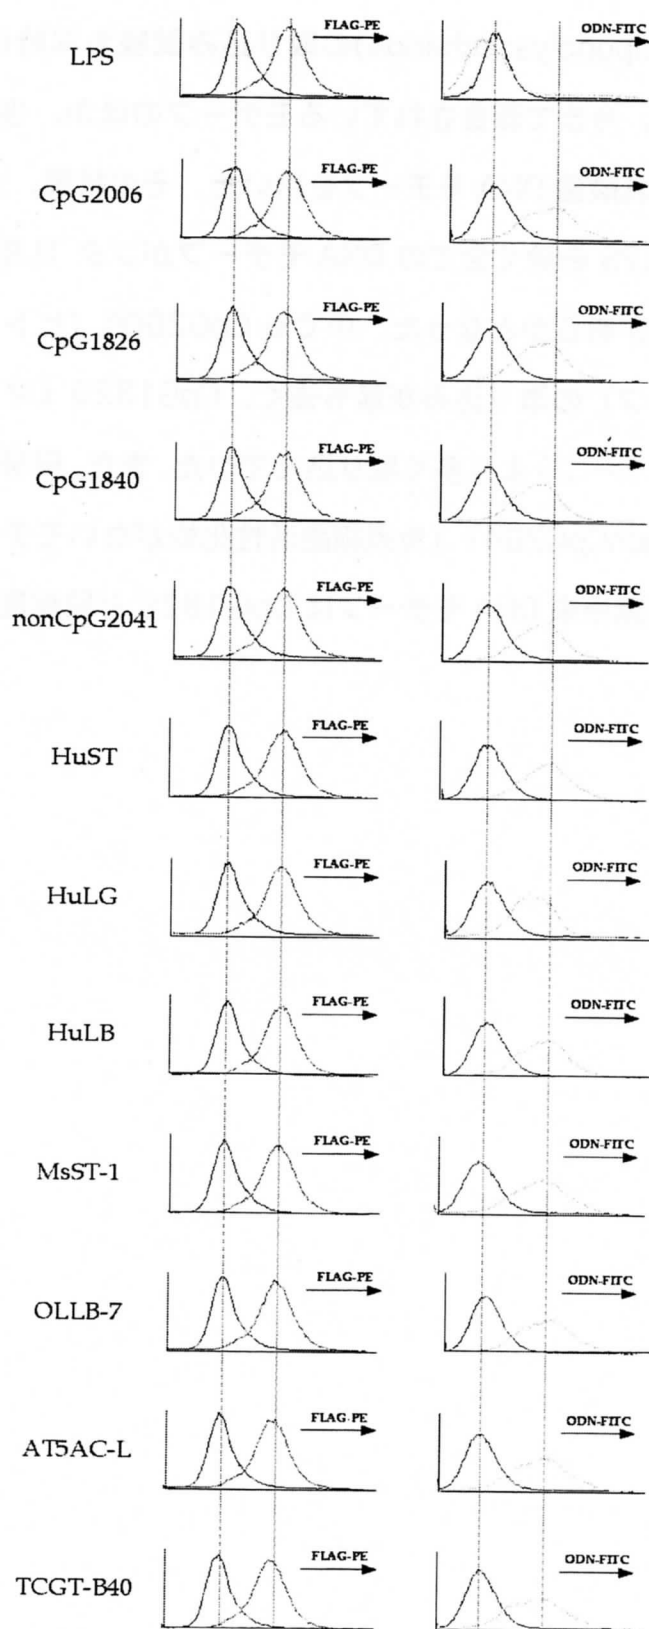 LPS FLAG-PE ODN-FITC
CpG2006 FLAG-PE ODN-FITC
CpG1826 FLAG-PE ODN-FITC
CpG1840 FLAG-PE ODN-FITC
nonCpG2041 FLAG-PE ODN-FITC
HuST FLAG-PE ODN-FITC
HuLG FLAG-PE ODN-FITC
HuLB FLAG-PE ODN-FITC
MsST-1 FLAG-PE ODN-FITC
OLLB-7 FLAG-PE ODN-FITC
AT5AC-L FLAG-PE ODN-FITC
TCGT-B40 FLAG-PE ODN-FITC